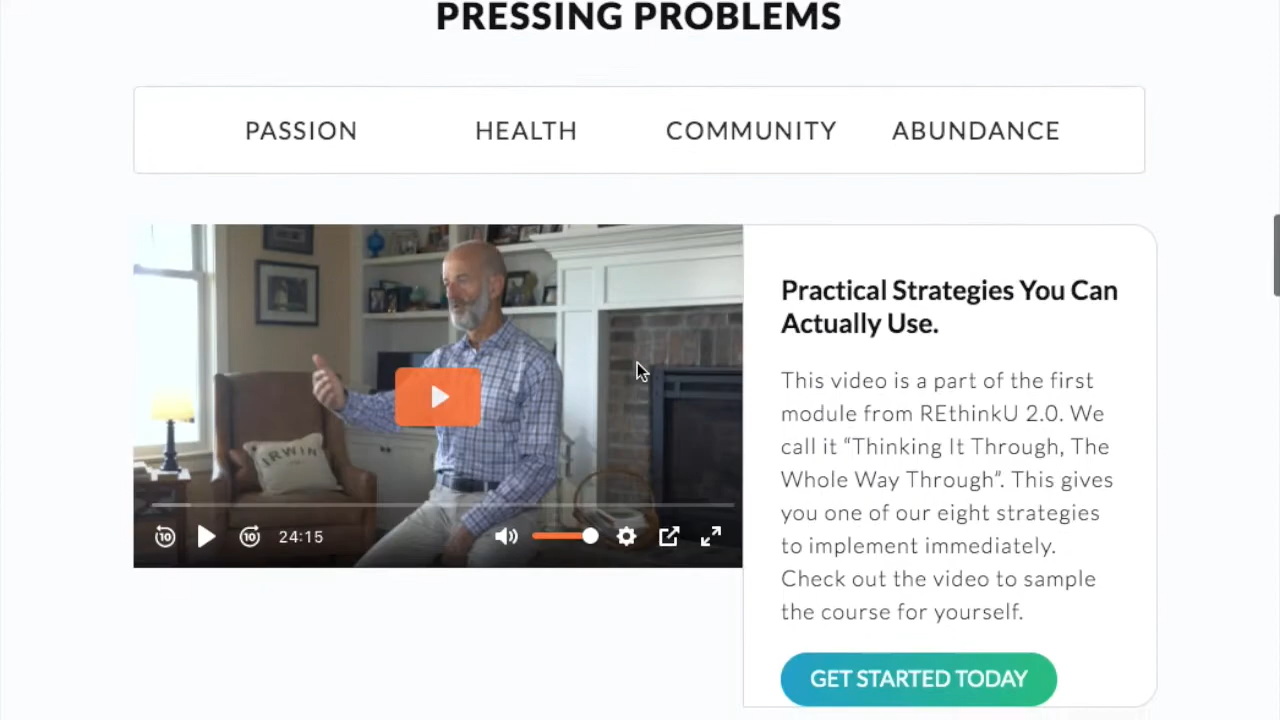 PRESSING PROBLEMS
PASSION HEALTH COMMUNITY ABUNDANCE
IRWIN
10 10 24:15
Practical Strategies You Can
Actually Use.
This video is a part of the first
module from REthinkU 2.0. We
call it “Thinking It Through, The
Whole Way Through”. This gives
you one of our eight strategies
to implement immediately.
Check out the video to sample
the course for yourself.
GET STARTED TODAY